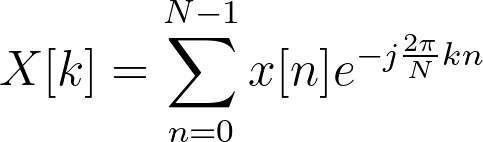 X[k] = \sum_{n=0}^{N-1} x[n] e^{-j\frac{2\pi}{N}kn}